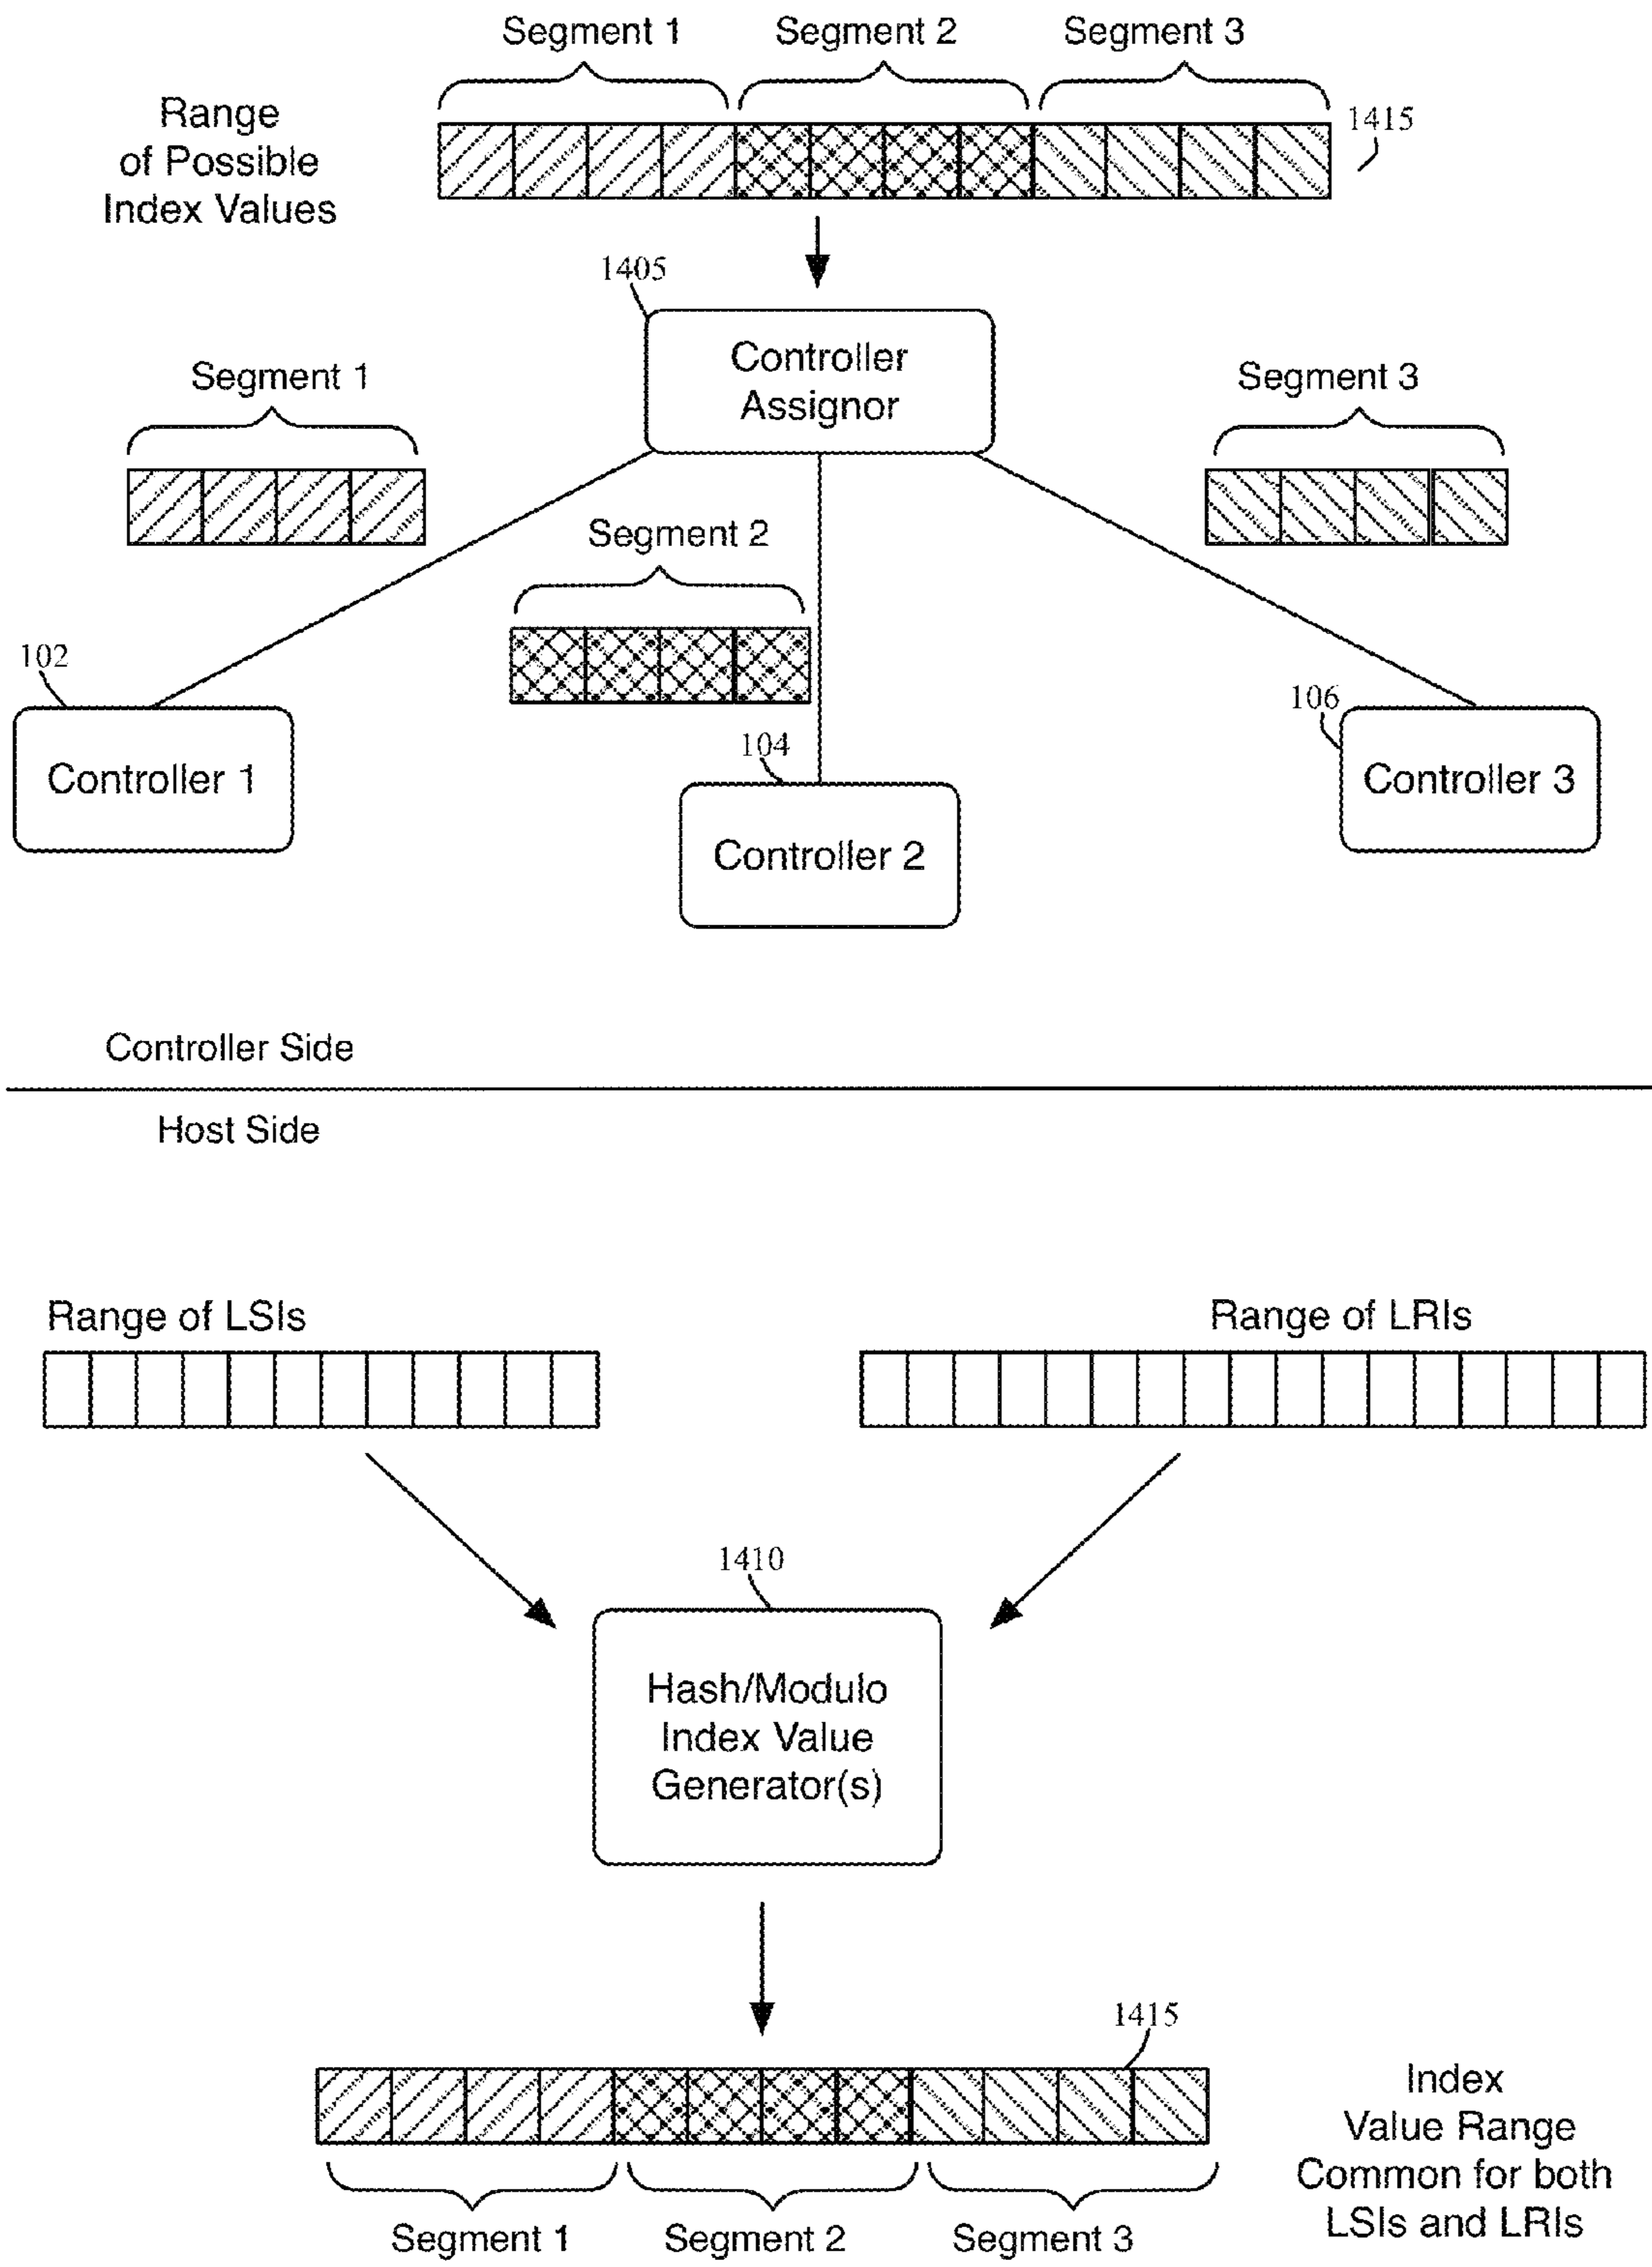 Segment 1 Segment 2 Segment 3
Range
of Possible
Index Values
1415
1405
Controller
Assignor
Segment 1
Segment 3
Segment 2
102
Controller 1
104
Controller 2
106
Controller 3
Controller Side
Host Side
Range of LSIs
Range of LRIs
1410
Hash/Modulo
Index Value
Generator(s)
1415
Segment 1 Segment 2 Segment 3
Index
Value Range
Common for both
LSIs and LRIs